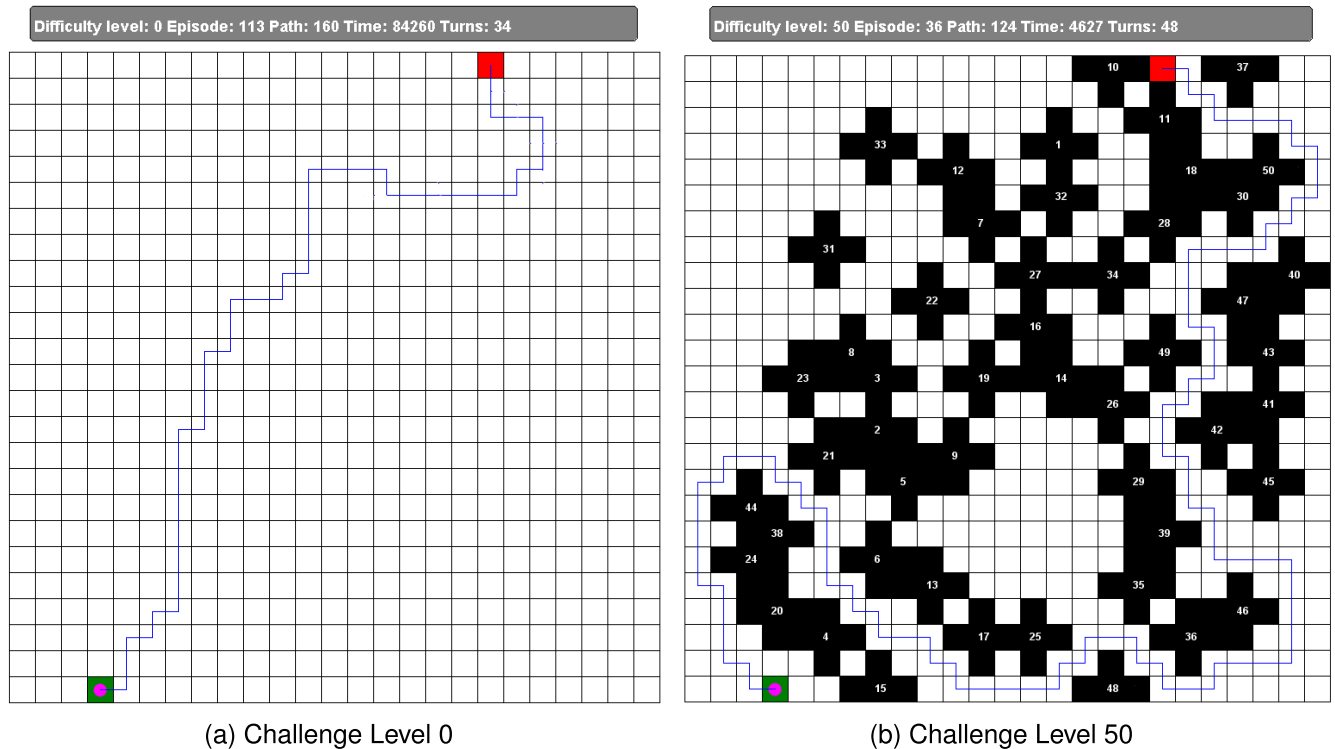 Difficulty level: 0 Episode: 113 Path: 160 Time: 84260 Turns: 34
Difficulty level: 50 Episode: 36 Path: 124 Time: 4627 Turns: 48
10 37
11
33 1
12 18 50
32 30
7 28
31
27 34 40
22 47
16
8 49 43
23 3 19 14
26 41
2 42
21 9
5 29 45
44
38 39
6 24
13 35
20 46
4 17 25 36
15 48
(a) Challenge Level 0
(b) Challenge Level 50